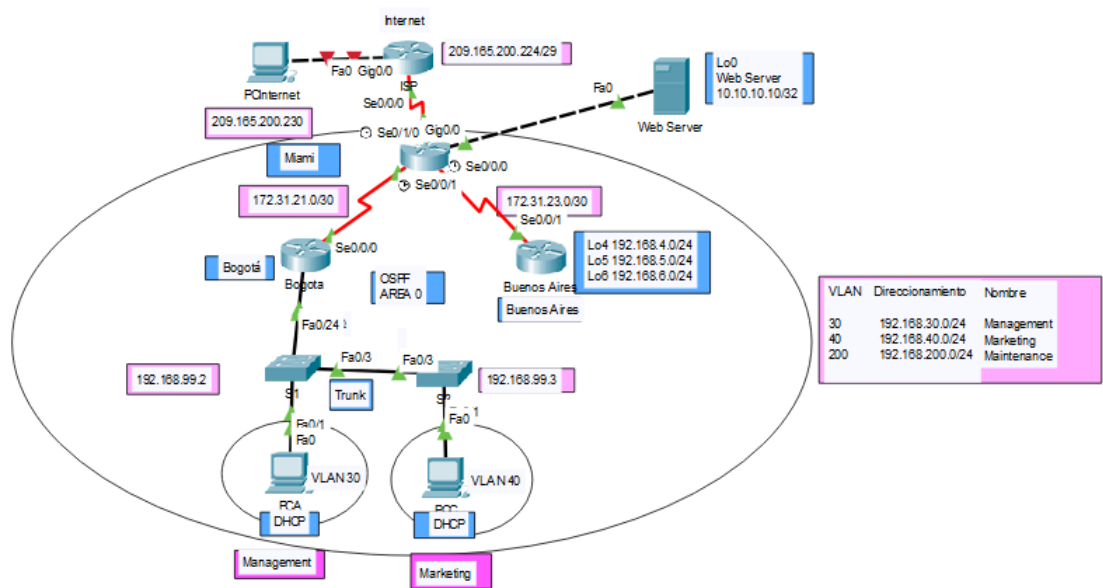 Internet
209.165.200.224/29
Fa0 Gig0/0
ISP
PCInternet
Se0/0/0
Lo0
Web Server
10.10.10.10/32
Fa0
Web Server
209.165.200.230
Se0/1/0
Gig0/0
Miami
Se0/0/0
Se0/0/1
172.31.21.0/30
172.31.23.0/30
Se0/0/1
Se0/0/0
Bogotá
Bogota
OSPF
AREA 0
Lo4 192.168.4.0/24
Lo5 192.168.5.0/24
Lo6 192.168.6.0/24
Buenos Aires
Buenos Aires
VLAN Direccionamiento Nombre
30 192.168.30.0/24 Management
40 192.168.40.0/24 Marketing
200 192.168.200.0/24 Maintenance
Fa0/24
Fa0/3
Fa0/3
192.168.99.2
S1
Trunk
192.168.99.3
Fa0/1
Fa0
Fa0
VLAN 30
VLAN 40
PCA
DHCP
DHCP
Management
Marketing